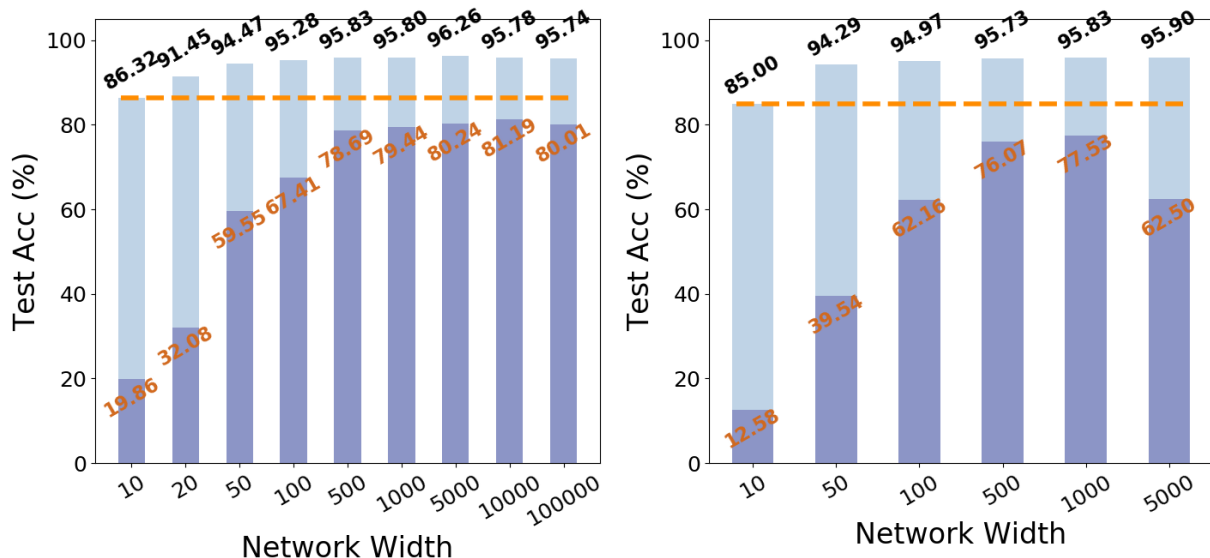 86.32 91.45 94.47 95.28 95.83 95.80 96.26 95.78 95.74
100
80
60
40
20
0
Test Acc (%)
19.86 32.08 59.55 67.41 78.69 79.44 80.24 81.19 80.01
10 20 50 100 500 1000 5000 10000 100000
Network Width
85.00 94.29 94.97 95.73 95.83 95.90
100
80
60
40
20
0
Test Acc (%)
12.58 39.54 62.16 76.07 77.53 62.50
10 50 100 500 1000 5000
Network Width